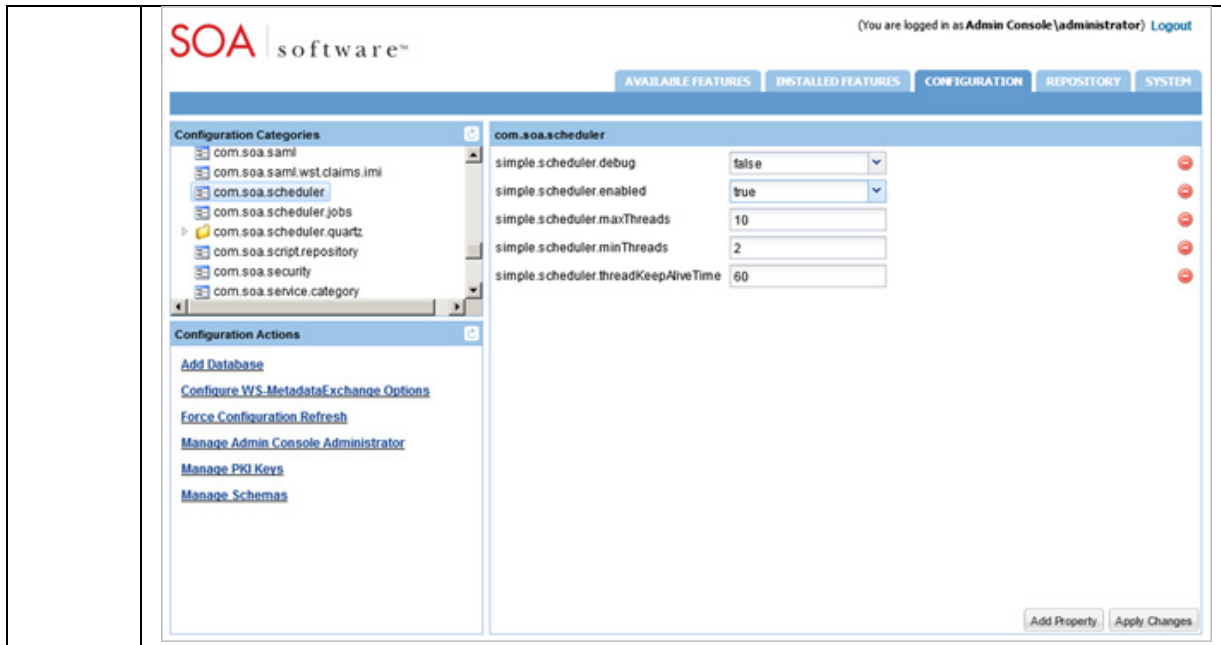 (You are logged in as Admin Console\administrator) Logout
SOA software™
AVAILABLE FEATURES INSTALLED FEATURES CONFIGURATION REPOSITORY SYSTEM
Configuration Categories
com.soa.saml
com.soa.saml.wst.claims.imi
com.soa.scheduler
com.soa.scheduler.jobs
com.soa.scheduler.quartz
com.soa.script.repository
com.soa.security
com.soa.service.category
Configuration Actions
Add Database
Configure WS-MetadataExchange Options
Force Configuration Refresh
Manage Admin Console Administrator
Manage PKI Keys
Manage Schemas
com.soa.scheduler
simple.scheduler.debug false
simple.scheduler.enabled true
simple.scheduler.maxThreads 10
simple.scheduler.minThreads 2
simple.scheduler.threadKeepAliveTime 60
Add Property Apply Changes